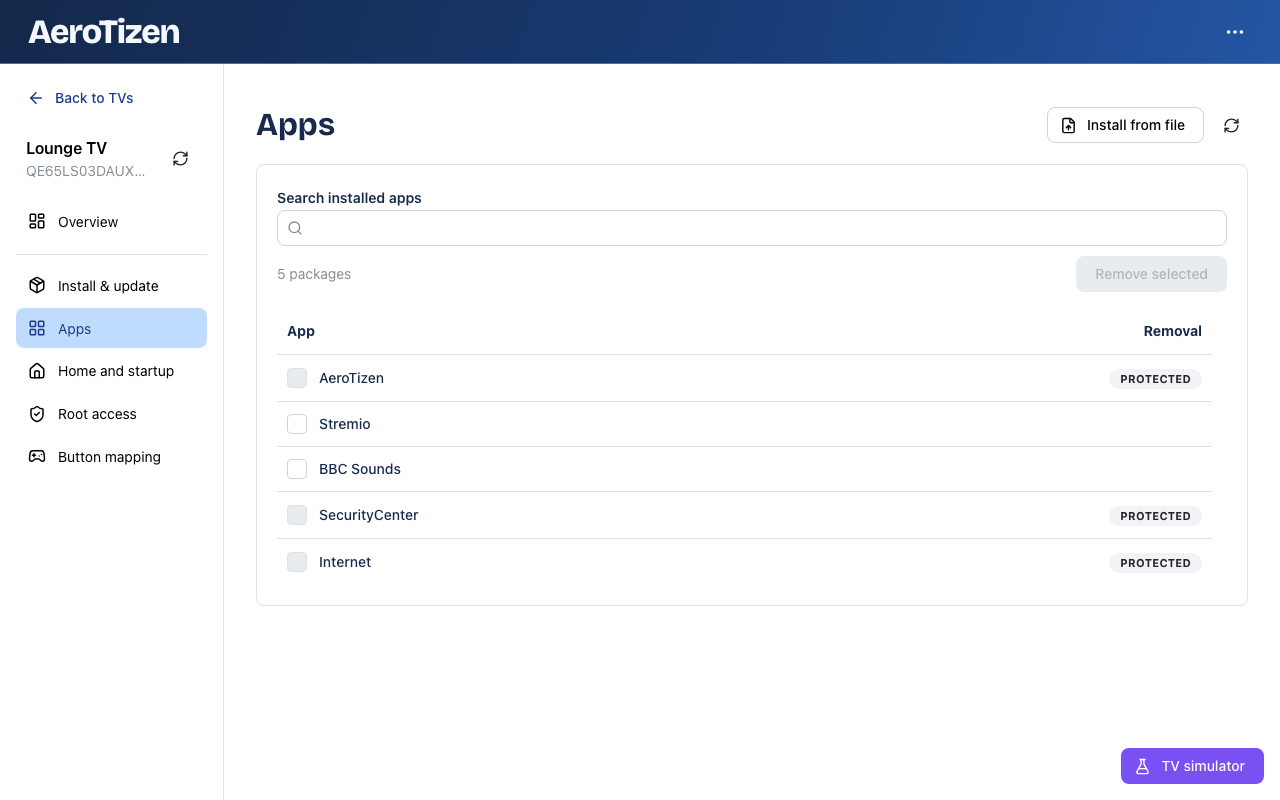 AeroTizen
Back to TVs
Lounge TV
QE65LS03DAUX...
Overview
Install & update
Apps
Home and startup
Root access
Button mapping
Apps
Install from file
Search installed apps
5 packages
Remove selected
App Removal
AeroTizen PROTECTED
Stremio
BBC Sounds
SecurityCenter PROTECTED
Internet PROTECTED
TV simulator